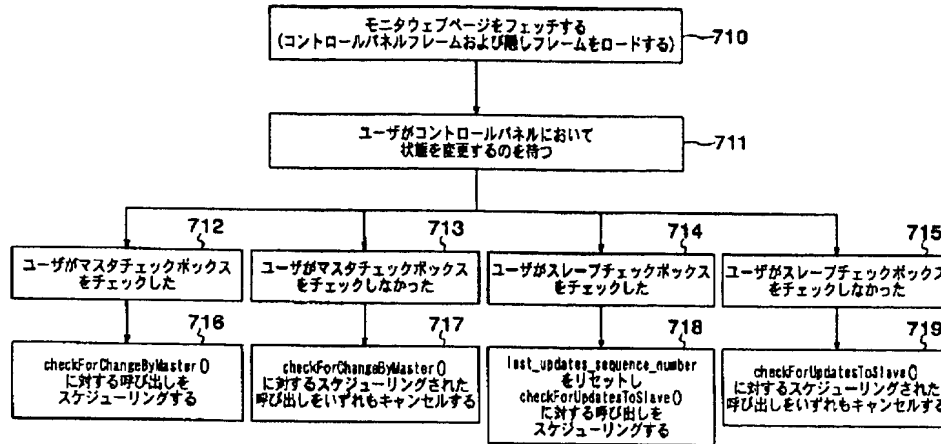 モニタウェブページをフェッチする
(コントロールパネルフレームおよび隠しフレームをロードする)
710
ユーザがコントロールパネルにおいて
状態を変更するのを待つ
711
712
ユーザがマスタチェックボックス
をチェックした
713
ユーザがマスタチェックボックス
をチェックしなかった
714
ユーザがスレーブチェックボックス
をチェックした
715
ユーザがスレーブチェックボックス
をチェックしなかった
716
checkForChangeByMaster()
に対する呼び出しを
スケジューリングする
717
checkForChangeByMaster()
に対するスケジューリングされた
呼び出しをいずれもキャンセルする
718
last_updates_sequence_number
をリセットし
checkForUpdatesToSlave()
に対する呼び出しを
スケジューリングする
719
checkForUpdatesToSlave()
に対するスケジューリングされた
呼び出しをいずれもキャンセルする